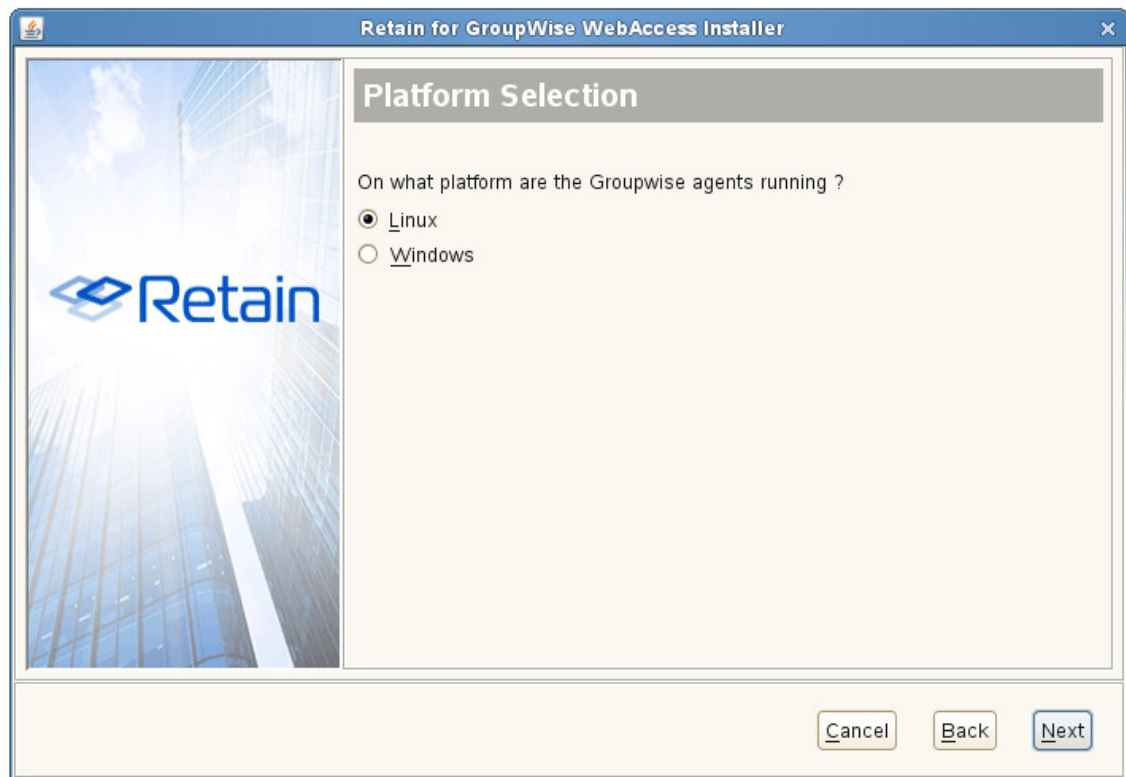 Retain for GroupWise WebAccess Installer
Platform Selection
On what platform are the Groupwise agents running ?
Linux
Windows
Retain
Cancel
Back
Next